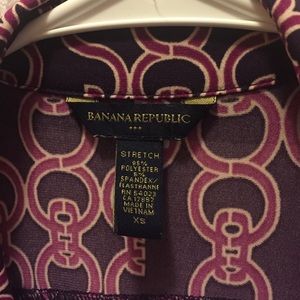 BANANA REPUBLIC
STRETCH
95%
POLYESTER
5%
SPANDEX/
ELASTHANNE
RN 54023
CA 17897
MADE IN
VIETNAM
XS